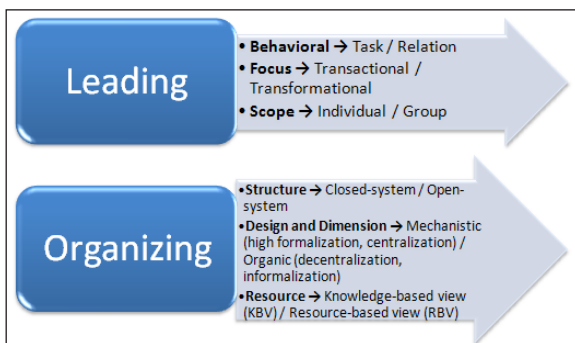 Leading
• Behavioral → Task / Relation
• Focus → Transactional /
Transformational
• Scope → Individual / Group
Organizing
•Structure → Closed-system / Open-
system
•Design and Dimension → Mechanistic
(high formalization, centralization) /
Organic (decentralization,
informalization)
•Resource → Knowledge-based view
(KBV) / Resource-based view (RBV)